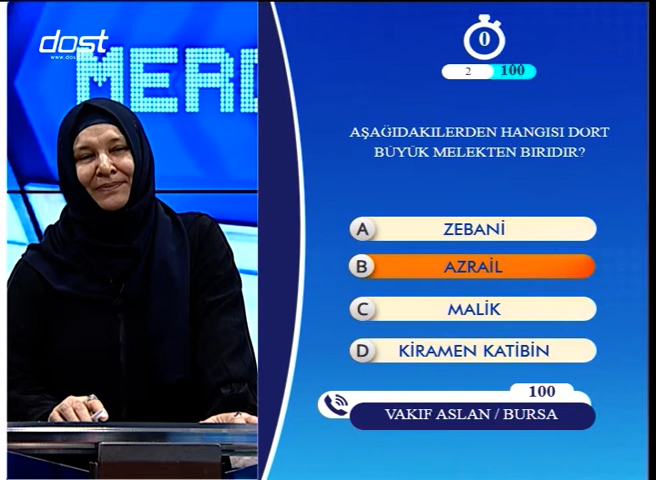 dost
MERD
0
2 100
AŞAĞIDAKILERDEN HANGISI DORT
BÜYÜK MELEKTEN BIRIDIR?
A ZEBANİ
B AZRAİL
C MALİK
D KİRAMEN KATİBİN
100
VAKIF ASLAN / BURSA